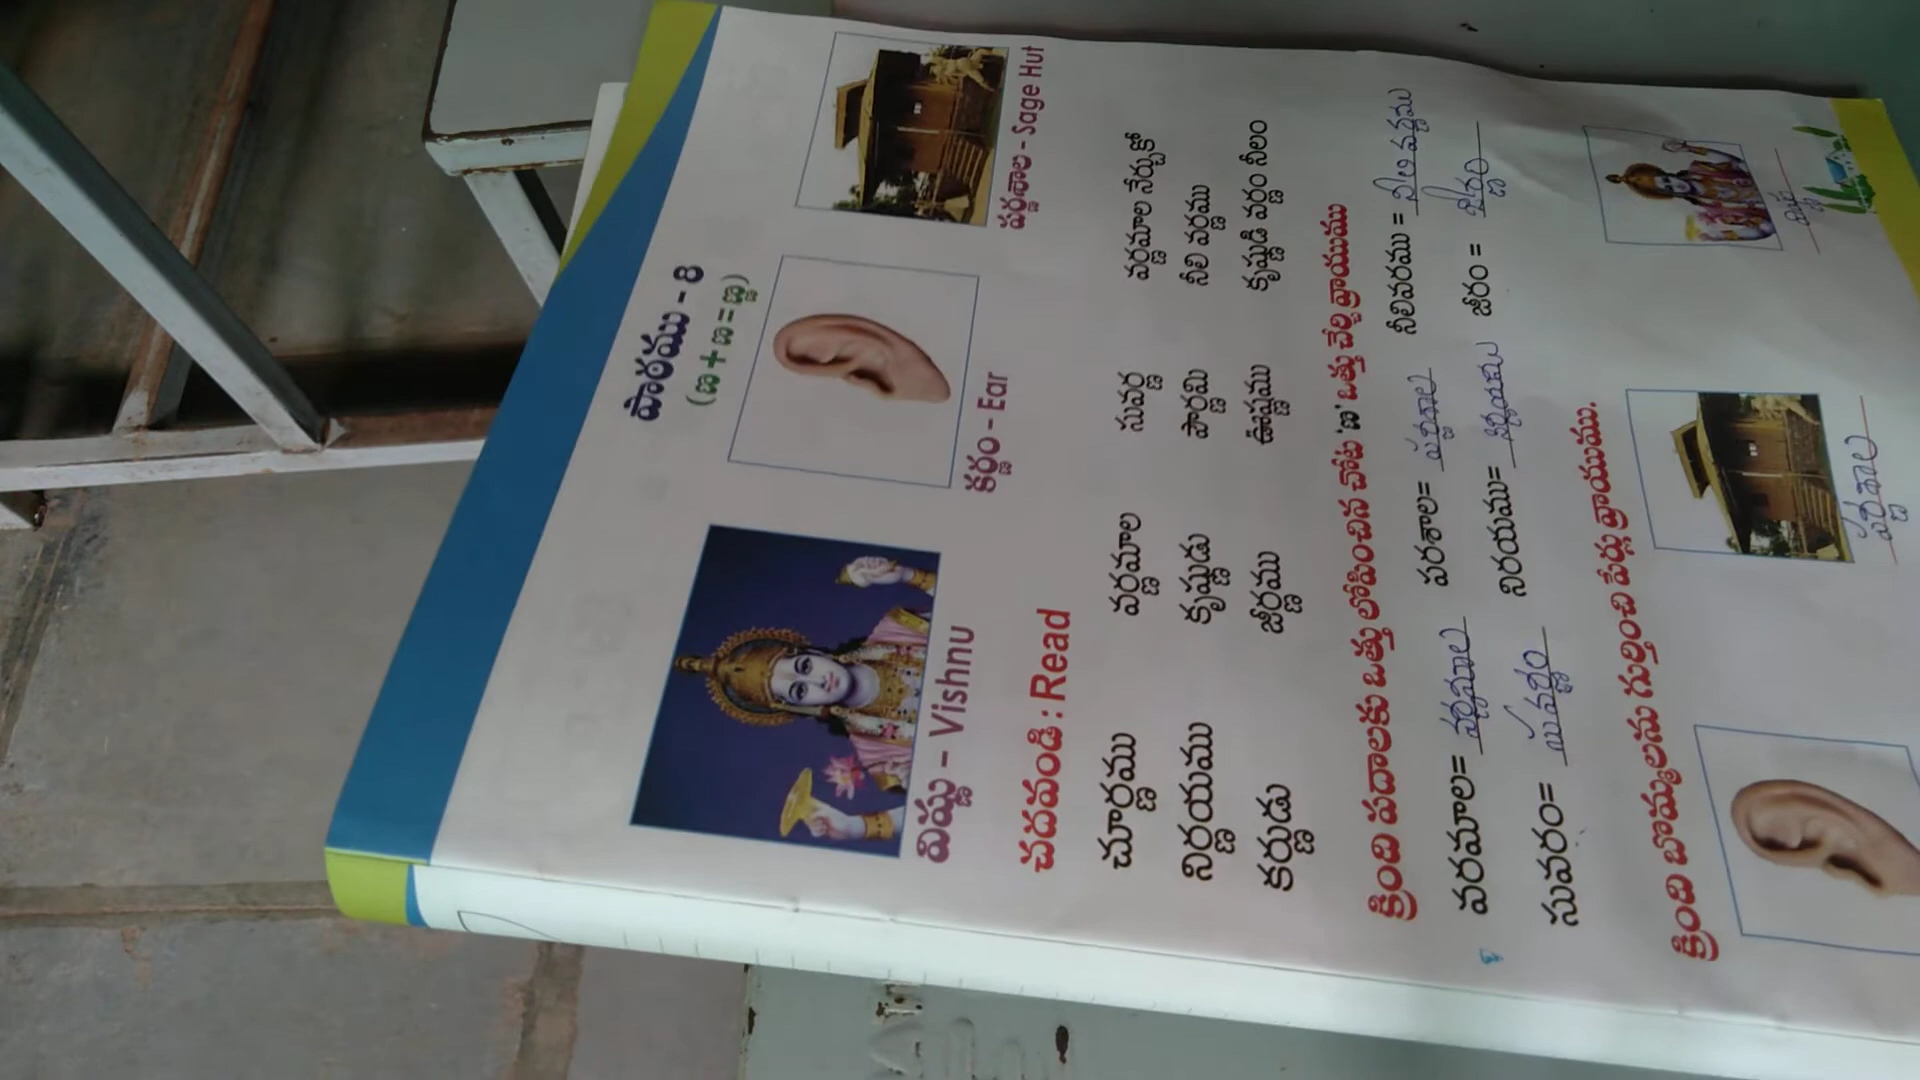 పాఠము - 8
(ణ + ణ = ణ్ణ)
విష్ణు - Vishnu
కర్ణం - Ear
పర్ణశాల - Sage Hut
చదవండి : Read
చూర్ణము వర్ణమాల సువర్ణ వర్ణమాల నేర్చుకో
నిర్ణయము కృష్ణుడు పూర్ణమి నీలి వర్ణము
కర్ణుడు జీర్ణము ఉష్ణము కృష్ణుడి వర్ణం నీలం
క్రింది పదాలకు ఒత్తు లోపించిన చోట 'ణ' ఒత్తు చేర్చి వ్రాయుము
వరమాల= వర్ణమాల పరశాల= పర్ణశాల నీలివరము = నీలి వర్ణము
సువరం= సువర్ణం నిరయము= నిర్ణయము జీరం = జీర్ణం
క్రింది బొమ్మలను గుర్తించి పేర్లు వ్రాయుము.
పర్ణశాల
విష్ణు